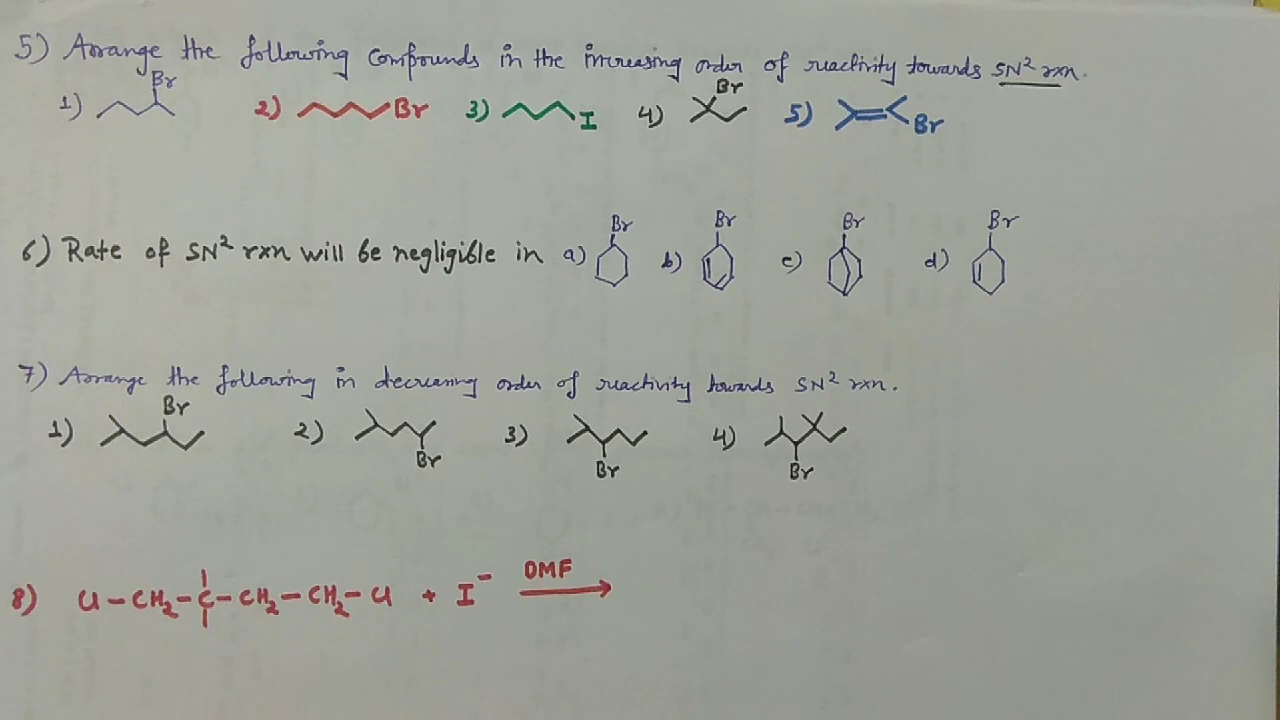 5) Arrange the following compounds in the increasing order of reactivity towards SN² rxn.
Br
Br
1) 2) Br 3) I 4) 5) Br
Br Br Br Br
6) Rate of SN² rxn will be negligible in a) b) c) d)
7) Arrange the following in decreasing order of reactivity towards SN² rxn.
Br
1) 2) 3) 4)
Br Br Br
8) Cl-CH₂-C-CH₂-CH₂-Cl + I⁻ DMF